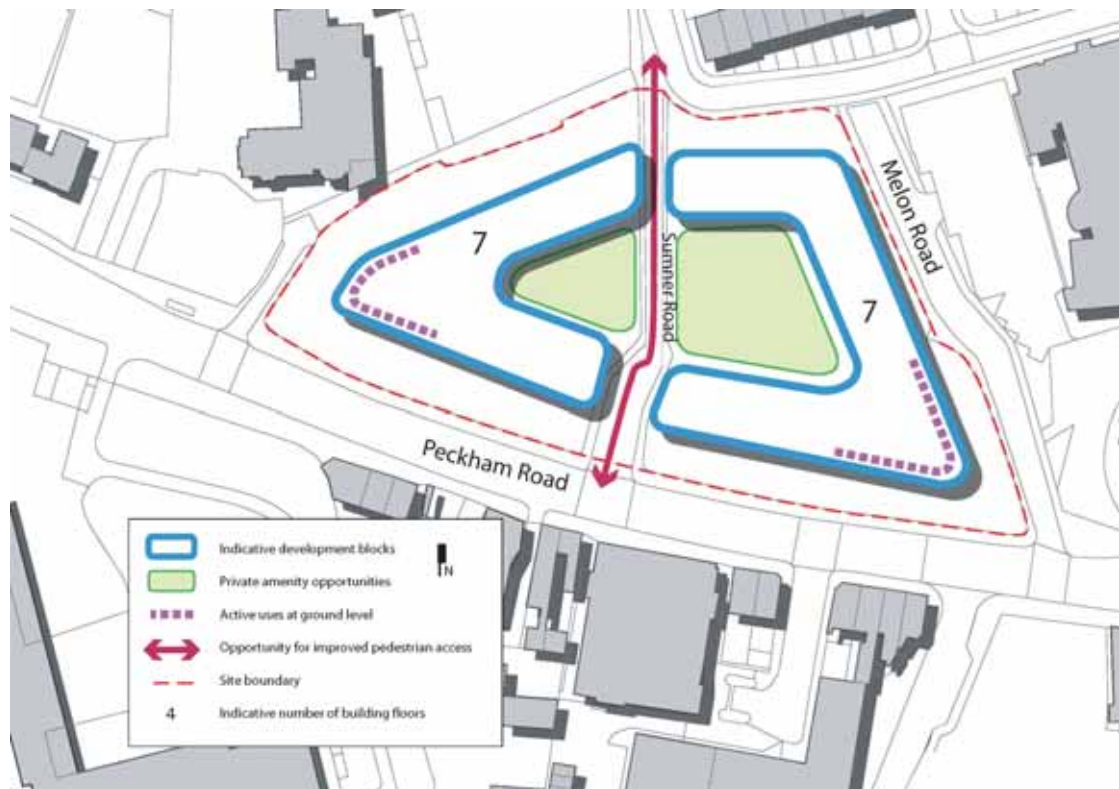 7
Sumner Road
Melon Road
7
Peckham Road
Indicative development blocks
N
Private amenity opportunities
Active uses at ground level
Opportunity for improved pedestrian access
Site boundary
4 Indicative number of building floors